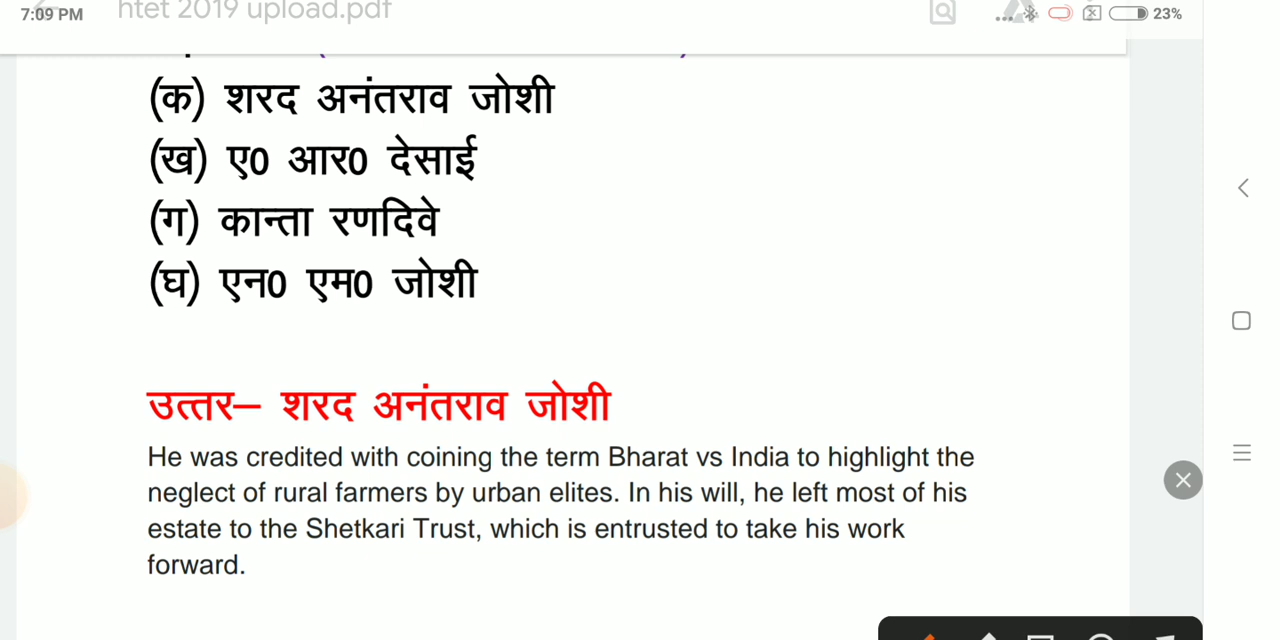 htet 2019 upload.pdf
7:09 PM
23%
(क) शरद अनंतराव जोशी
(ख) ए0 आर0 देसाई
(ग) कान्ता रणदिवे
(घ) एन0 एम0 जोशी
उत्तर– शरद अनंतराव जोशी
He was credited with coining the term Bharat vs India to highlight the
neglect of rural farmers by urban elites. In his will, he left most of his
estate to the Shetkari Trust, which is entrusted to take his work
forward.